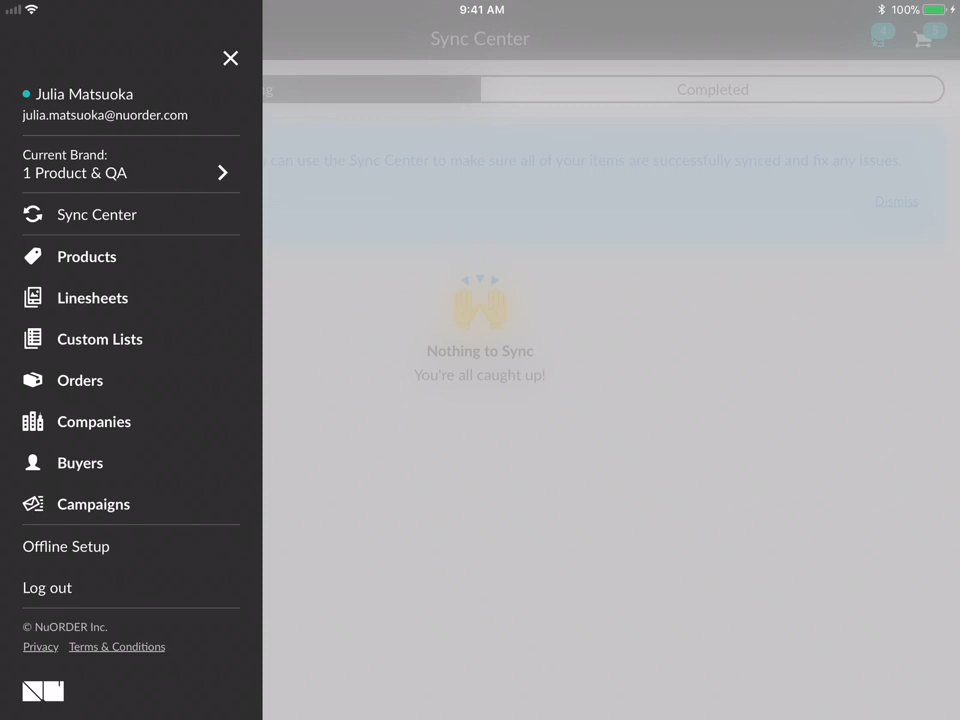 9:41 AM
100%
Sync Center
4
5
Julia Matsuoka
julia.matsuoka@nuorder.com
Current Brand:
1 Product & QA
Sync Center
Products
Linesheets
Custom Lists
Orders
Companies
Buyers
Campaigns
Offline Setup
Log out
© NuORDER Inc.
Privacy Terms & Conditions
Completed
can use the Sync Center to make sure all of your items are successfully synced and fix any issues.
Dismiss
Nothing to Sync
You're all caught up!